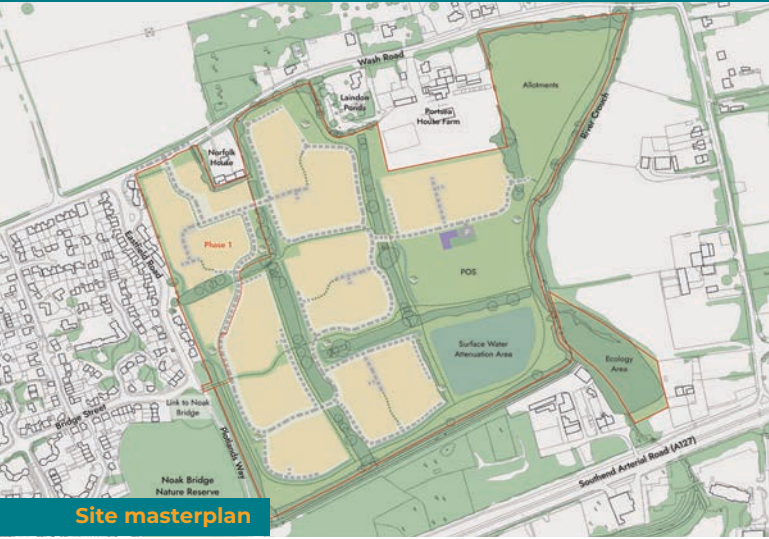 Wash Road
Allotments
Laindon
Ponds
Portsea
House Farm
River Crouch
Norfolk
House
Eastfield Road
Phase 1
POS
Surface Water
Attenuation Area
Ecology
Area
Link to Noak
Bridge
Bridge Street
Pipps Way
Noak Bridge
Nature Reserve
Southend Arterial Road (A127)
Site masterplan